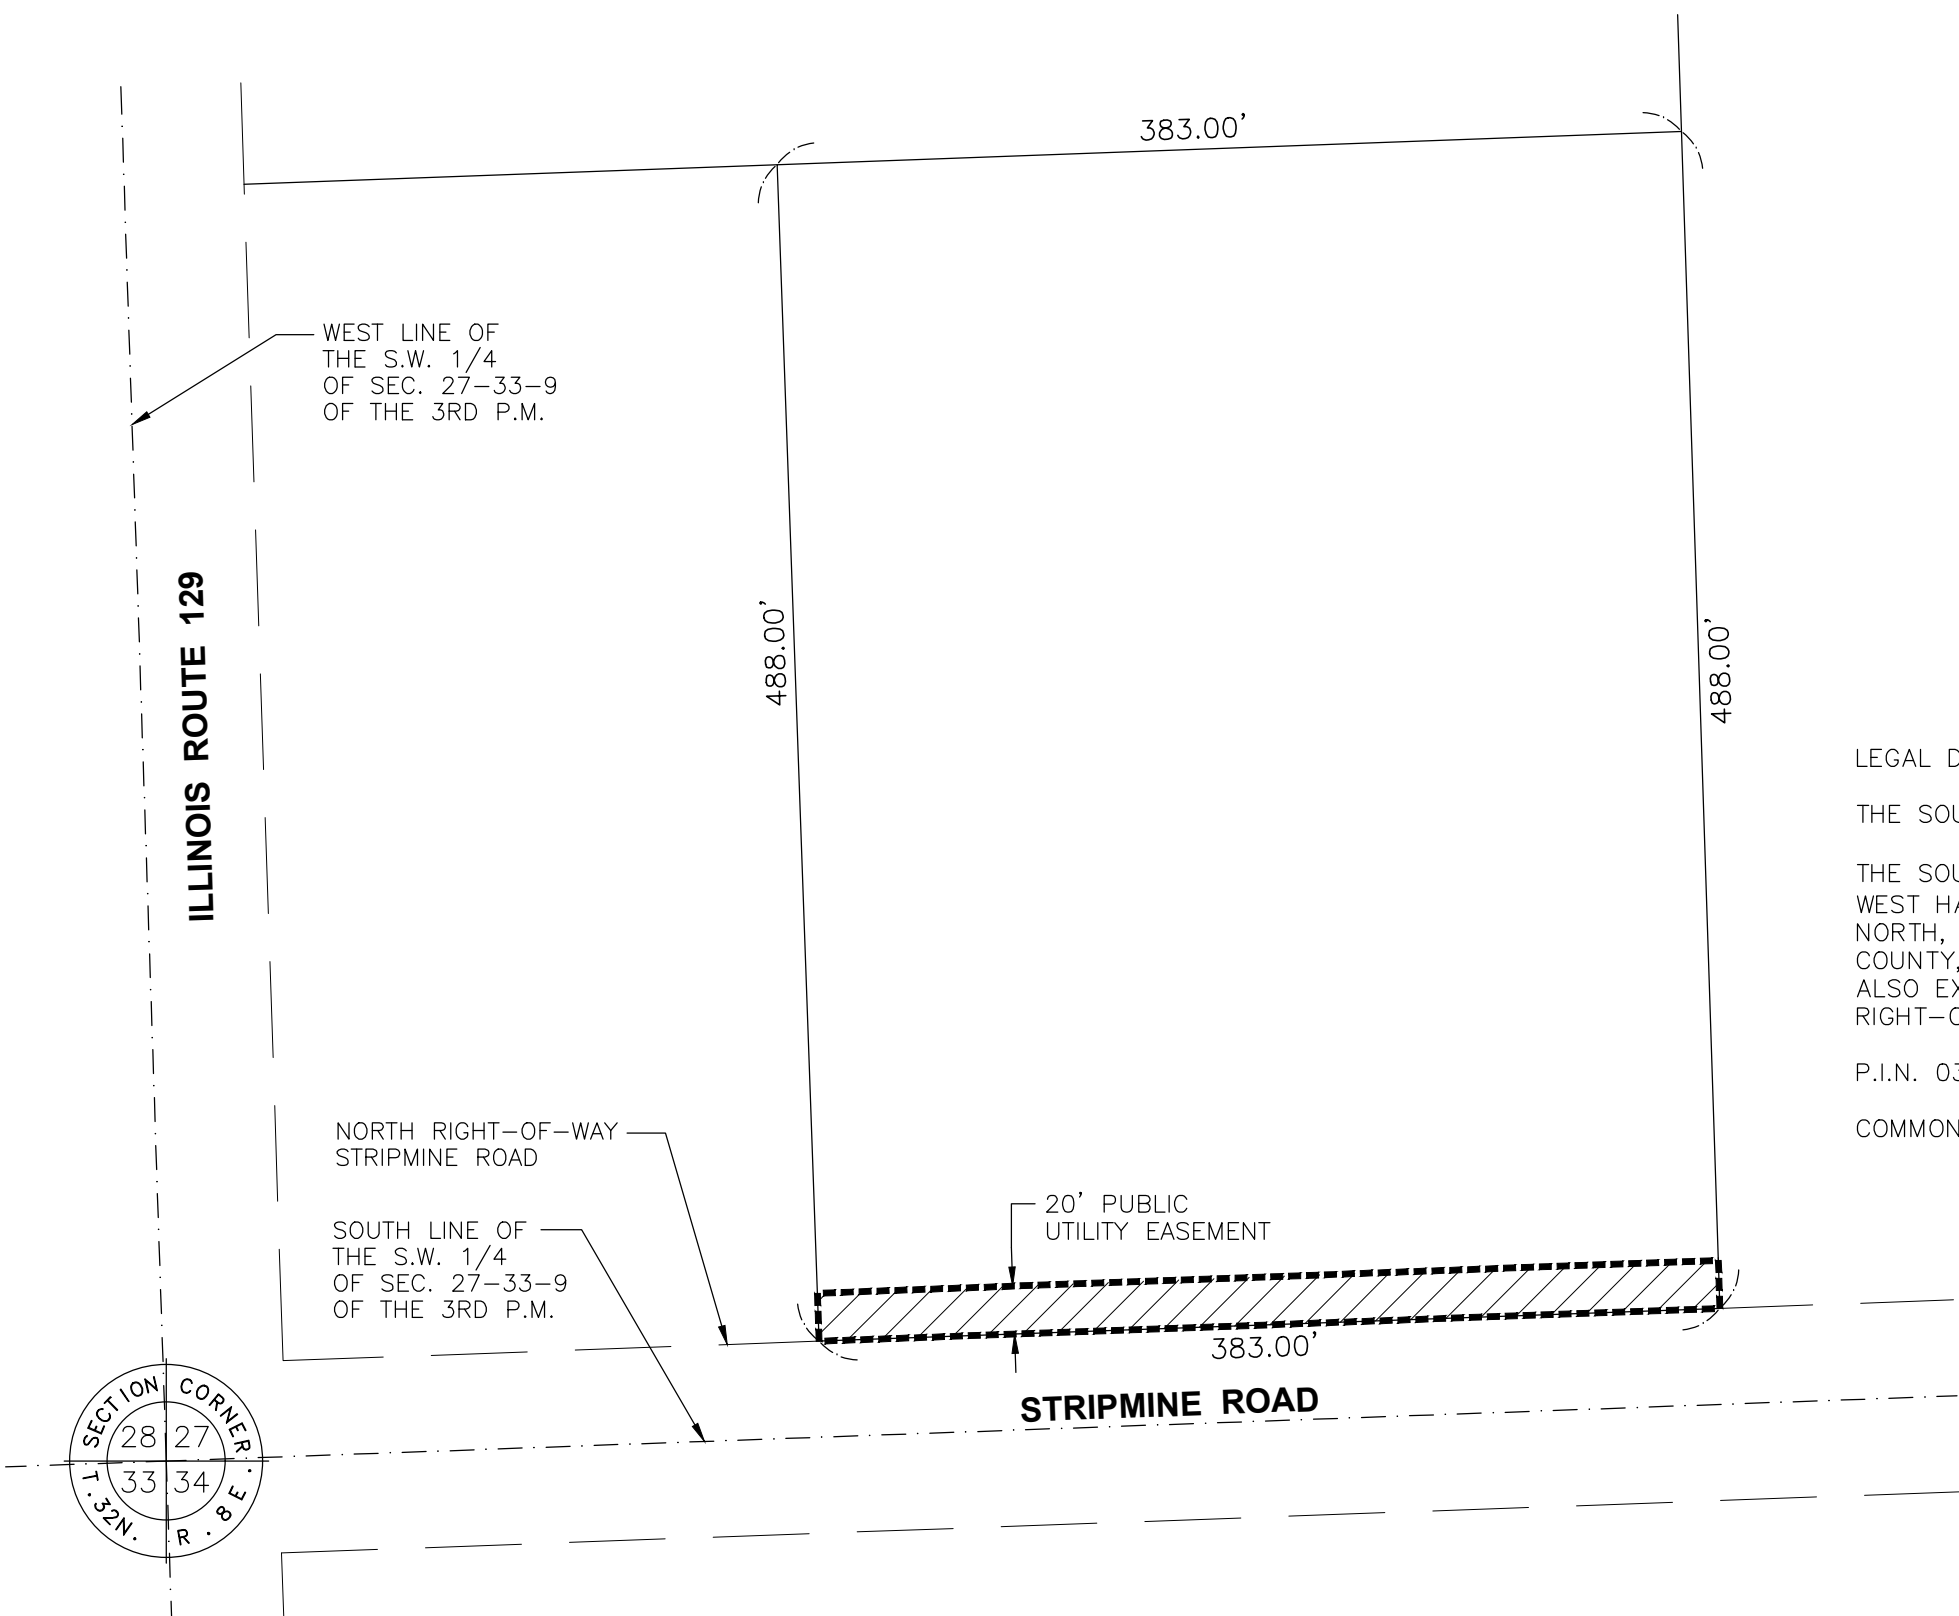 383.00'
WEST LINE OF
THE S.W. 1/4
OF SEC. 27-33-9
OF THE 3RD P.M.
ILLINOIS ROUTE 129
488.00'
488.00'
LEGAL
THE
THE
WEST
NORTH,
COUNTY,
ALSO
P.I.N.
NORTH RIGHT-OF-WAY
STRIPMINE ROAD
SOUTH LINE OF
THE S.W. 1/4
OF SEC. 27-33-9
OF THE 3RD P.M.
20' PUBLIC
UTILITY EASEMENT
383.00'
STRIPMINE ROAD
SECTION CORNER
28 27
33 34
T.32N. R.8E.